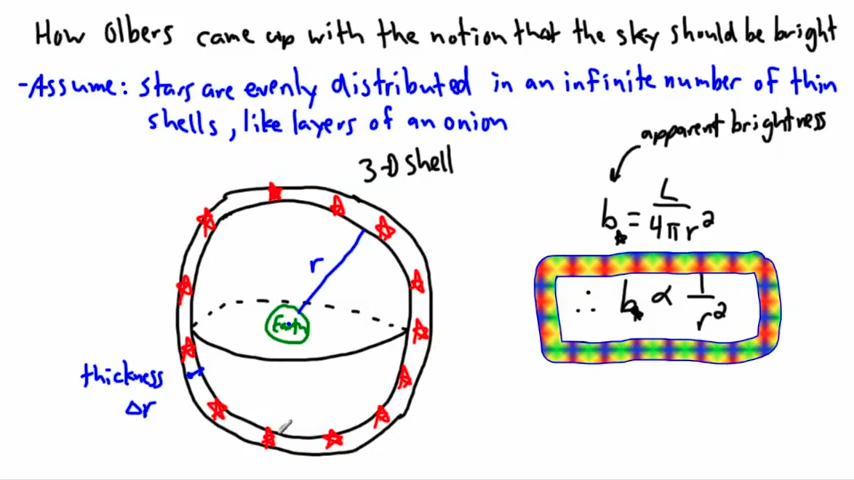 How Olbers came up with the notion that the sky should be bright
-Assume: stars are evenly distributed in an infinite number of thin
shells, like layers of an onion
apparent brightness
3-D shell
b★ = L / 4πr²
r
∴ b★ ∝ 1 / r²
Earth
thickness
Δr